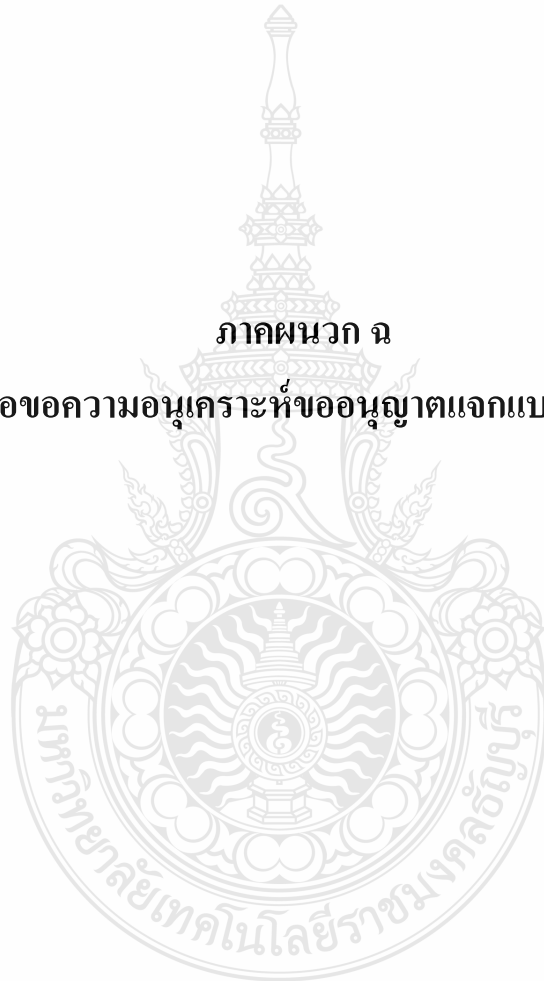 ภาคผนวก ฉ
อขอความอนุเคราะห์ขออนุญาตแจกแบ
มหาวิทยาลัยเทคโนโลยีราชมงคลธัญบุรี